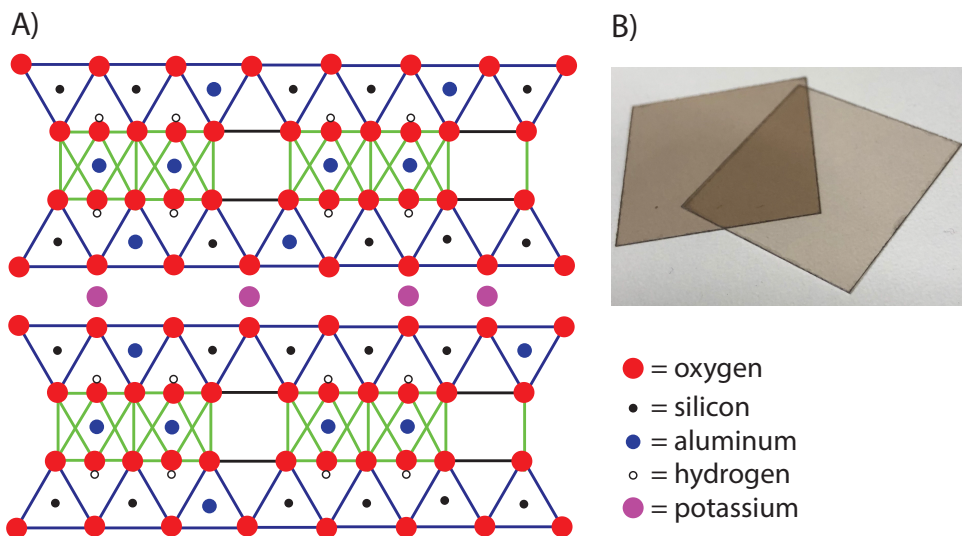 A)
B)
= oxygen
= silicon
= aluminum
= hydrogen
= potassium